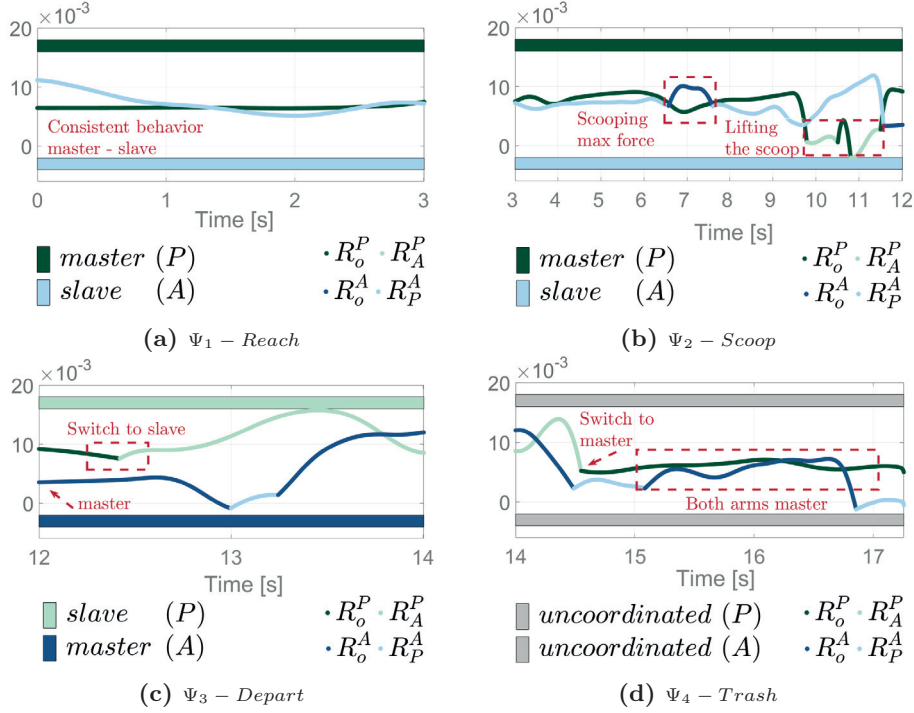 ×10⁻³
20
10
0
Consistent behavior
master - slave
0 1 2 3
Time [s]
master (P) R_o^P R_A^P
slave (A) R_o^A R_P^A
(a) Ψ₁ − Reach
×10⁻³
20
10
0
Scooping
max force
Lifting
the scoop
3 4 5 6 7 8 9 10 11 12
Time [s]
master (P) R_o^P R_A^P
slave (A) R_o^A R_P^A
(b) Ψ₂ − Scoop
×10⁻³
20
10
0
Switch to slave
master
12 13 14
Time [s]
slave (P) R_o^P R_A^P
master (A) R_o^A R_P^A
(c) Ψ₃ − Depart
×10⁻³
20
10
0
Switch to
master
Both arms master
14 15 16 17
Time [s]
uncoordinated (P) R_o^P R_A^P
uncoordinated (A) R_o^A R_P^A
(d) Ψ₄ − Trash